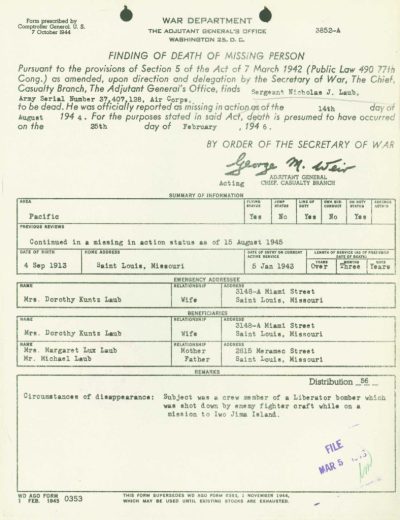 Form prescribed by
Comptroller General, U. S.
7 October 1944
WAR DEPARTMENT
THE ADJUTANT GENERAL'S OFFICE
WASHINGTON 25, D. C.
3852-A
FINDING OF DEATH OF MISSING PERSON
Pursuant to the provisions of Section 5 of the Act of 7 March 1942 (Public Law 490 77th
Cong.) as amended, upon direction and delegation by the Secretary of War, The Chief,
Casualty Branch, The Adjutant General's Office, finds Sergeant Nicholas J. Laub,
Army Serial Number 37,407,128, Air Corps,
to be dead. He was officially reported as missing in action as of the 14th day of
August 1944. For the purposes stated in said Act, death is presumed to have occurred
on the 25th day of February, 1946.
BY ORDER OF THE SECRETARY OF WAR
George M. Weir
ADJUTANT GENERAL
Acting CHIEF, CASUALTY BRANCH
SUMMARY OF INFORMATION
AREA
FLYING STATUS
JUMP STATUS
LINE OF DUTY
OWN MISCONDUCT
ON DUTY STATUS
Pacific Yes No Yes No Yes
PREVIOUS REVIEWS
Continued in a missing in action status as of 15 August 1945
DATE OF BIRTH HOME ADDRESS DATE OF ENTRY ON CURRENT ACTIVE DUTY LENGTH OF SERVICE
YEARS MONTHS DAYS
4 Sep 1913 Saint Louis, Missouri 5 Jan 1943 Over Three Years
EMERGENCY ADDRESSEE
NAME RELATIONSHIP ADDRESS
Mrs. Dorothy Kuntz Laub Wife 3148-A Miami Street
Saint Louis, Missouri
BENEFICIARIES
NAME RELATIONSHIP ADDRESS
Mrs. Dorothy Kuntz Laub Wife 3148-A Miami Street
Saint Louis, Missouri
NAME RELATIONSHIP ADDRESS
Mrs. Margaret Lux Laub Mother 2815 Meramec Street
Mr. Michael Laub Father Saint Louis, Missouri
REMARKS
Distribution 56
Circumstances of disappearance: Subject was a crew member of a Liberator bomber which
was shot down by enemy fighter craft while on a
mission to Iwo Jima Island.
FILE
MAR 5
WD AGO FORM
1 FEB. 1945 0353
THIS FORM SUPERSEDES WD AGO FORM 0353, 1 NOVEMBER 1944,
WHICH MAY BE USED UNTIL EXISTING STOCKS ARE EXHAUSTED.